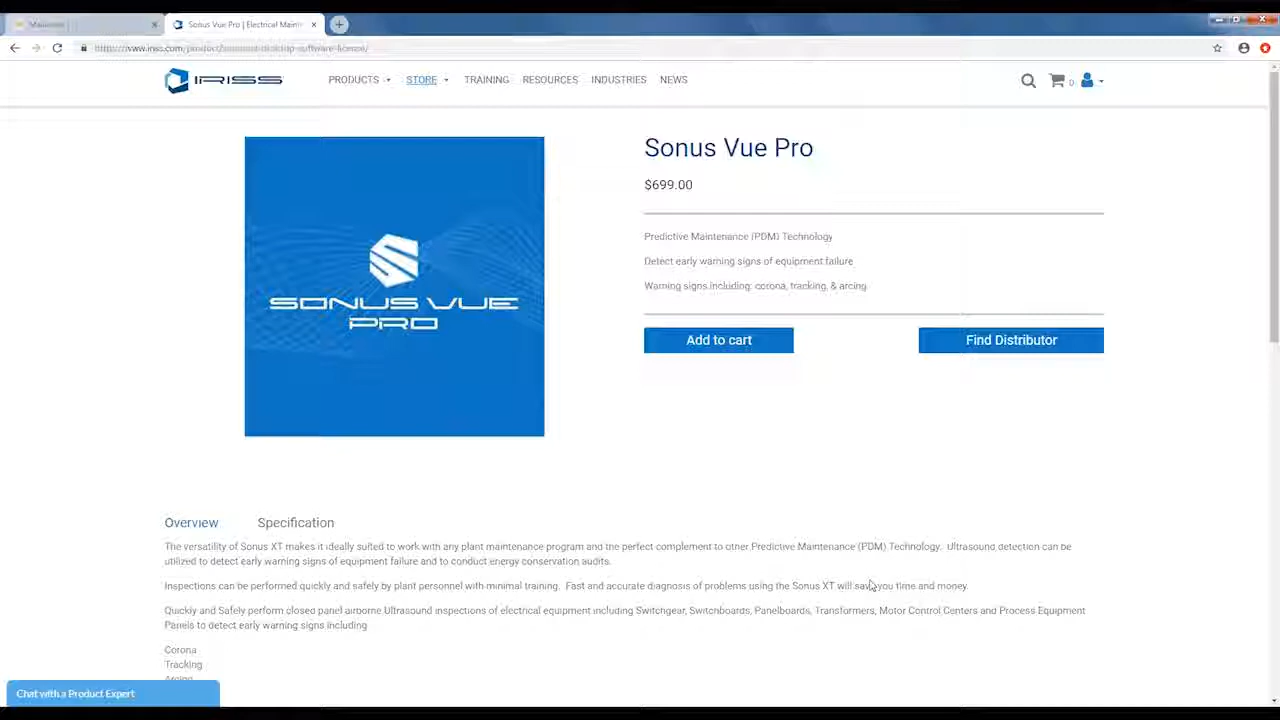 Sonus Vue Pro | Electrical Maint
IRISS
PRODUCTS
STORE
TRAINING
RESOURCES
INDUSTRIES
NEWS
0
SONUS VUE
PRO
Sonus Vue Pro
$699.00
Predictive Maintenance (PDM) Technology
Detect early warning signs of equipment failure
Warning signs including: corona, tracking, & arcing.
Add to cart
Find Distributor
Overview
Specification
The versatility of Sonus XT makes it ideally suited to work with any plant maintenance program and the perfect complement to other Predictive Maintenance (PDM) Technology. Ultrasound detection can be
utilized to detect early warning signs of equipment failure and to conduct energy conservation audits.
Inspections can be performed quickly and safely by plant personnel with minimal training. Fast and accurate diagnosis of problems using the Sonus XT will save you time and money.
Quickly and Safely perform closed panel airborne Ultrasound inspections of electrical equipment including Switchgear, Switchboards, Panelboards, Transformers, Motor Control Centers and Process Equipment
Panels to detect early warning signs including
Corona
Tracking
Arcing
Chat with a Product Expert